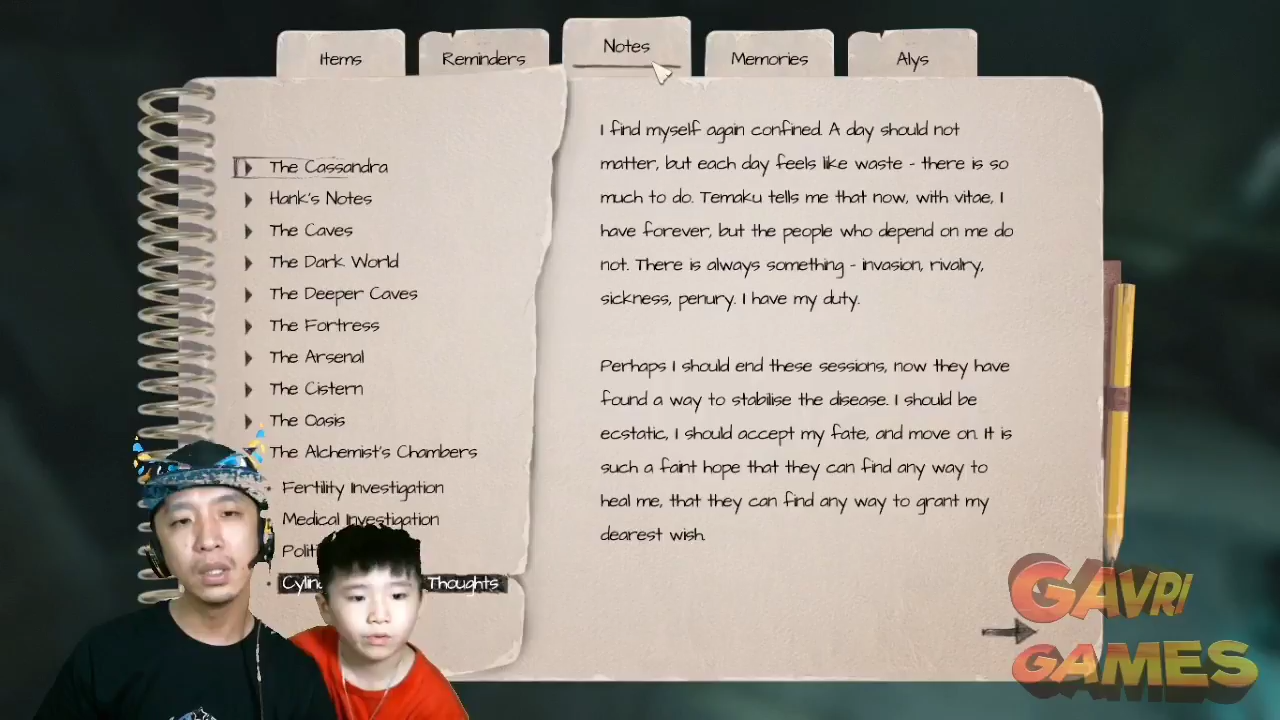 Items
Reminders
Notes
Memories
Alys
The Cassandra
Hank's Notes
The Caves
The Dark World
The Deeper Caves
The Fortress
The Arsenal
The Cistern
The Oasis
The Alchemist's Chambers
Fertility Investigation
Medical Investigation
Thoughts
I find myself again confined. A day should not
matter, but each day feels like waste - there is so
much to do. Temaku tells me that now, with vitae, I
have forever, but the people who depend on me do
not. There is always something - invasion, rivalry,
sickness, penury. I have my duty.
Perhaps I should end these sessions, now they have
found a way to stabilise the disease. I should be
ecstatic, I should accept my fate, and move on. It is
such a faint hope that they can find any way to
heal me, that they can find any way to grant my
dearest wish.
GAVRI
GAMES